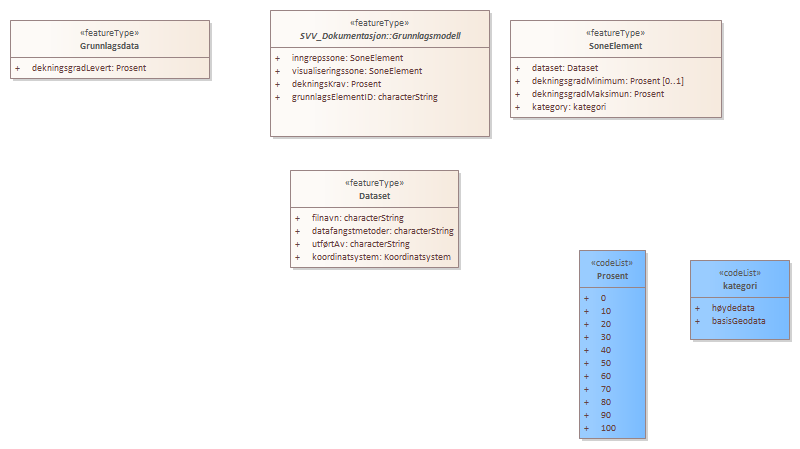 «featureType»
Grunnlagsdata
+ dekningsgradLevert: Prosent
«featureType»
SVV_Dokumentasjon::Grunnlagsmodell
+ inngrepssone: SoneElement
+ visualiseringssone: SoneElement
+ dekningsKrav: Prosent
+ grunnlagsElementID: characterString
«featureType»
SoneElement
+ dataset: Dataset
+ dekningsgradMinimum: Prosent [0..1]
+ dekningsgradMaksimun: Prosent
+ kategory: kategori
«featureType»
Dataset
+ filnavn: characterString
+ datafangstmetoder: characterString
+ utførtAv: characterString
+ koordinatsystem: Koordinatsystem
«codeList»
Prosent
+ 0
+ 10
+ 20
+ 30
+ 40
+ 50
+ 60
+ 70
+ 80
+ 90
+ 100
«codeList»
kategori
+ høydedata
+ basisGeodata